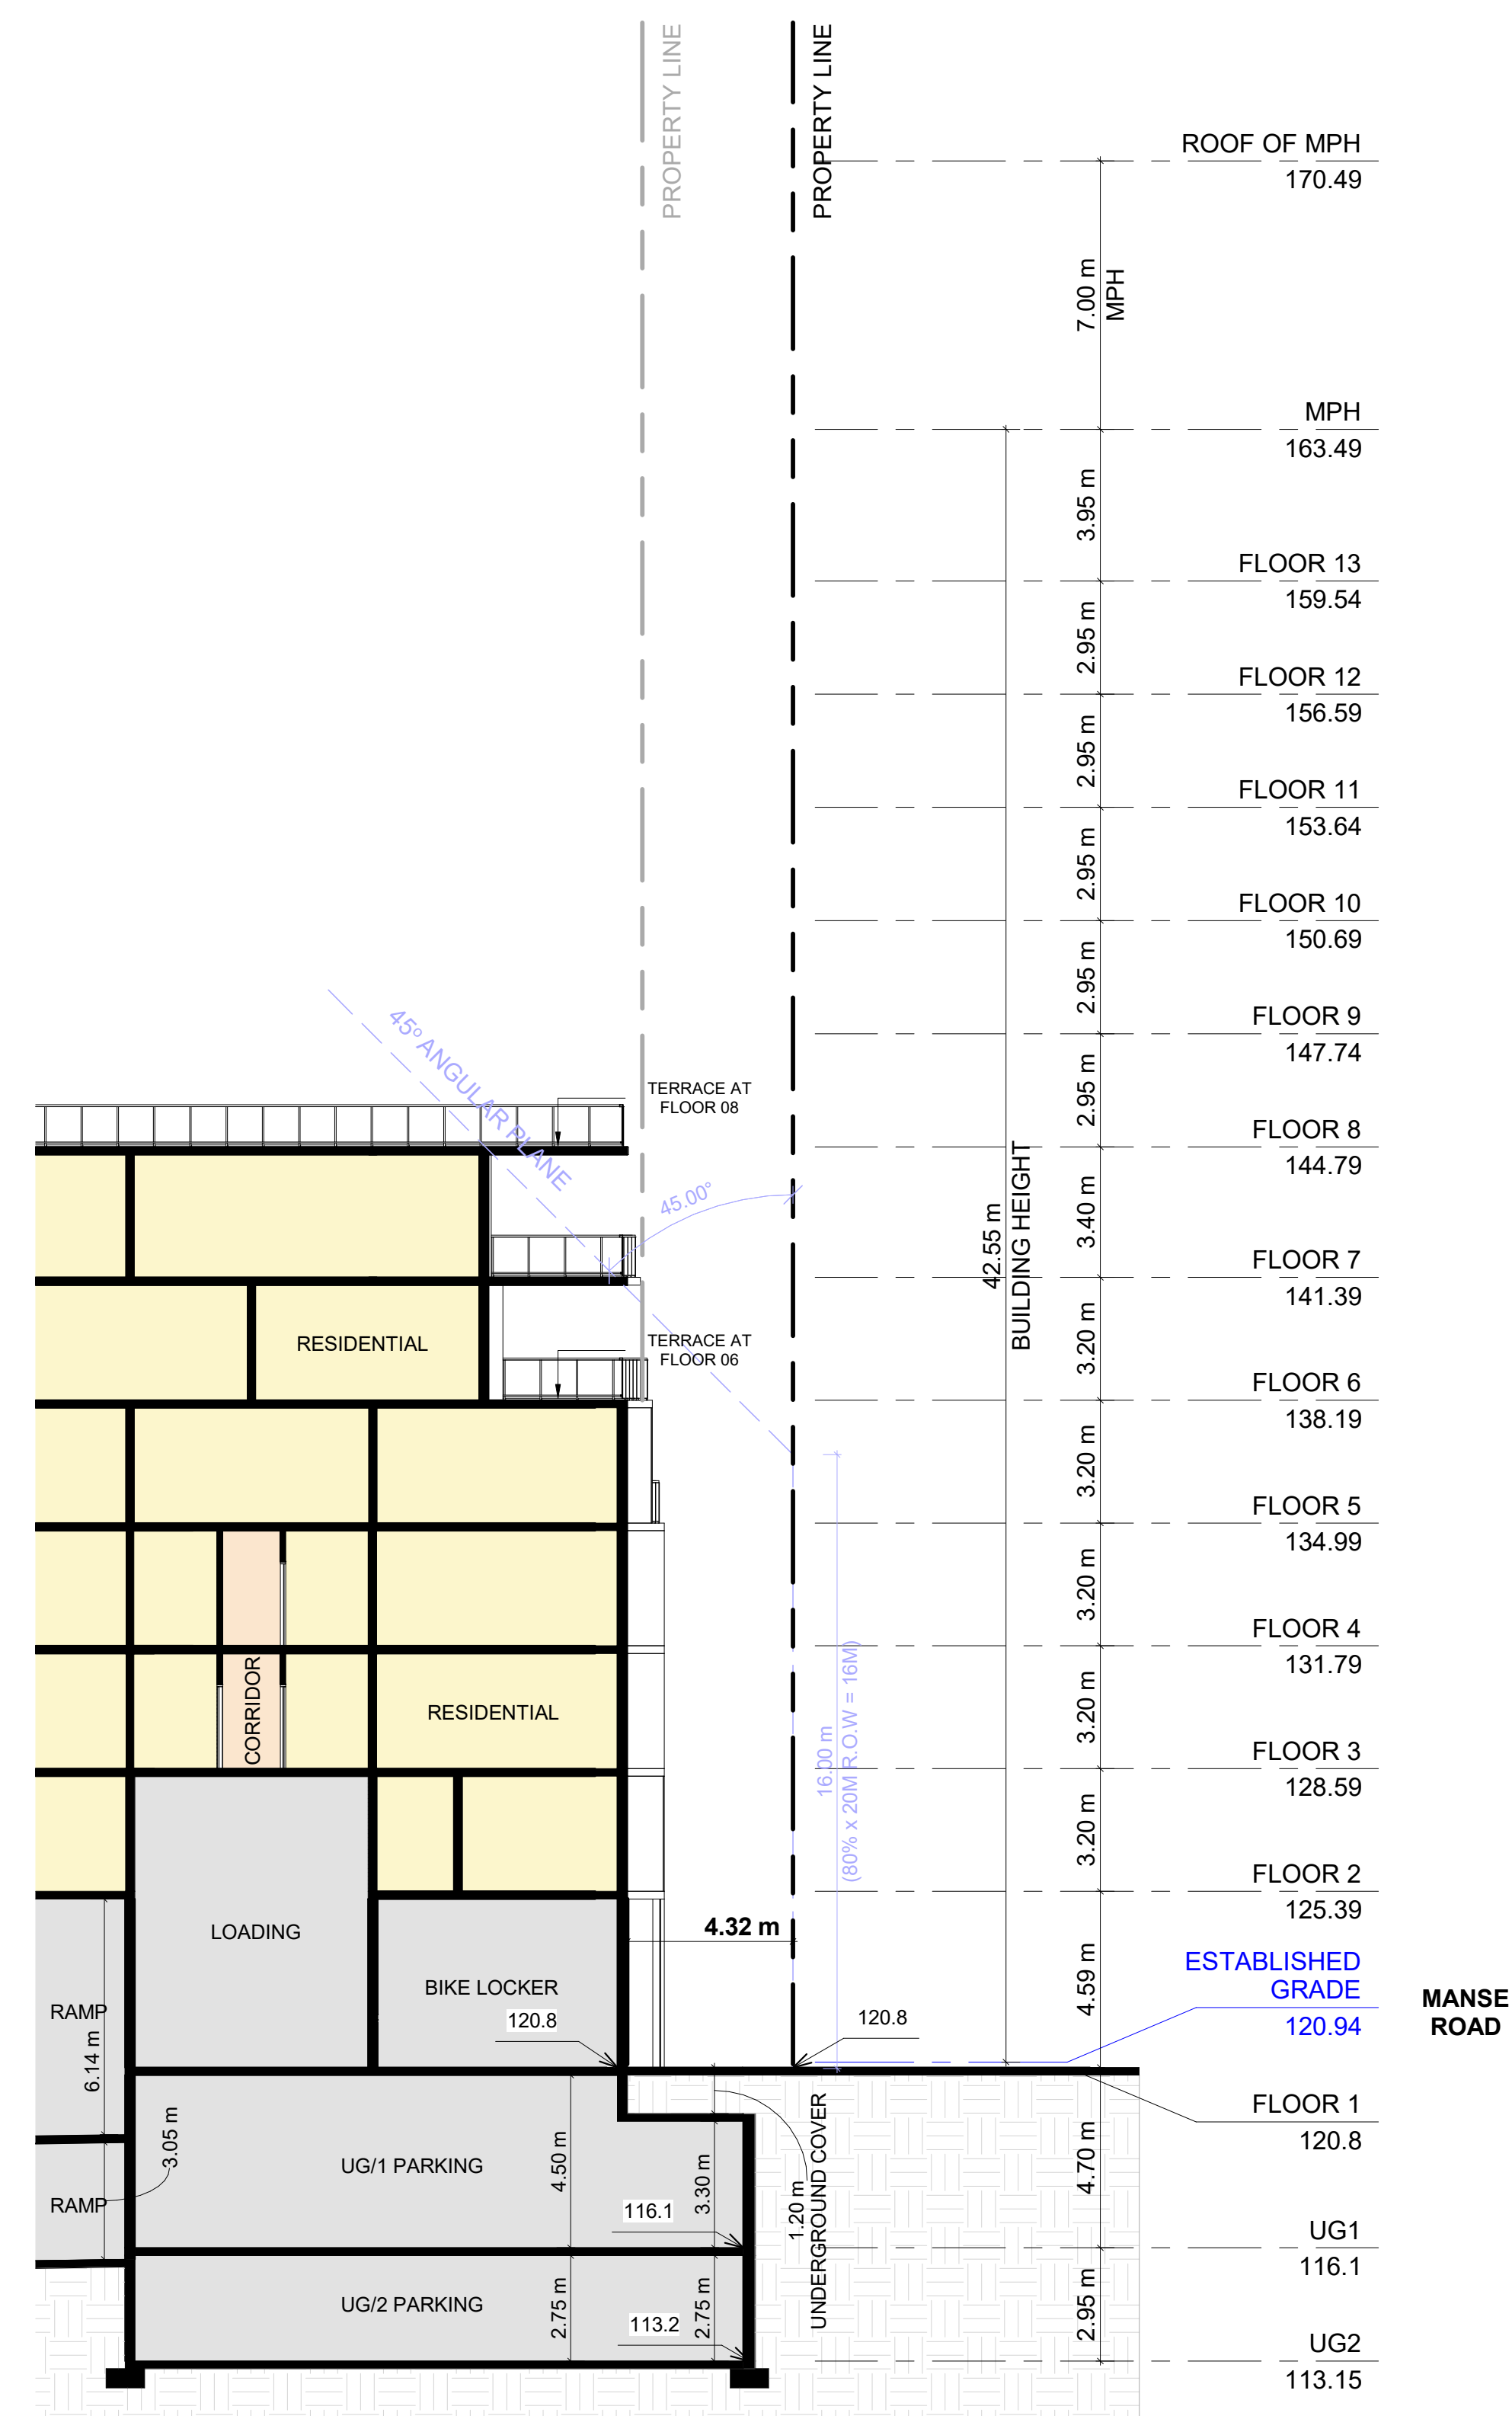 PROPERTY LINE
PROPERTY LINE
ROOF OF MPH
170.49
7.00 m
MPH
MPH
163.49
3.95 m
FLOOR 13
159.54
2.95 m
FLOOR 12
156.59
2.95 m
FLOOR 11
153.64
2.95 m
FLOOR 10
150.69
2.95 m
FLOOR 9
147.74
2.95 m
FLOOR 8
144.79
3.40 m
FLOOR 7
141.39
3.20 m
FLOOR 6
138.19
3.20 m
FLOOR 5
134.99
3.20 m
FLOOR 4
131.79
3.20 m
FLOOR 3
128.59
3.20 m
FLOOR 2
125.39
4.59 m
ESTABLISHED
GRADE
120.94
MANSE
ROAD
FLOOR 1
120.8
4.70 m
UG1
116.1
2.95 m
UG2
113.15
42.55 m
BUILDING HEIGHT
45º ANGULAR PLANE
45.00°
TERRACE AT
FLOOR 08
TERRACE AT
FLOOR 06
16.00 m
(80% x 20M R.O.W = 16M)
RESIDENTIAL
CORRIDOR
RESIDENTIAL
LOADING
4.32 m
BIKE LOCKER
120.8
120.8
RAMP
6.14 m
3.05 m
RAMP
UG/1 PARKING
4.50 m
3.30 m
116.1
1.20 m
UNDERGROUND COVER
UG/2 PARKING
2.75 m
2.75 m
113.2